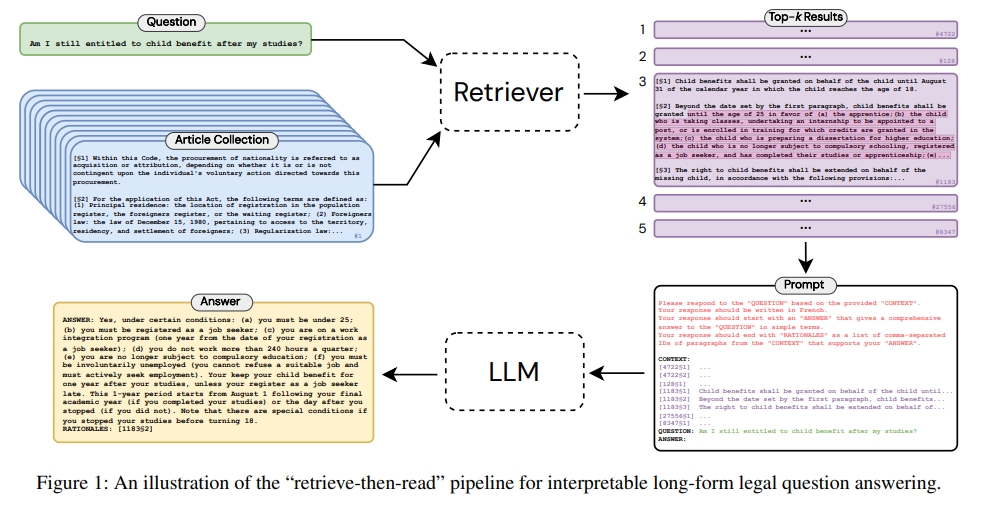 Question
Am I still entitled to child benefit after my studies?
Article Collection
[§1] Within this Code, the procurement of nationality is referred to as
acquisition or attribution, depending on whether it is or is not
contingent upon the individual's voluntary action directed towards this
procurement.
[§2] For the application of this Act, the following terms are defined as:
(1) Principal residence: the location of registration in the population
register, the foreigners register, or the waiting register; (2) Foreigners
law: the law of December 15, 1980, pertaining to access to the territory,
residency, and settlement of foreigners; (3) Regularization law:...
#1
Retriever
Top-k Results
1
...
#4722
2
...
#128
3
[§1] Child benefits shall be granted on behalf of the child until August
31 of the calendar year in which the child reaches the age of 18.
[§2] Beyond the date set by the first paragraph, child benefits shall be
granted until the age of 25 in favor of (a) the apprentice;(b) the child
who is taking classes, undertaking an internship to be appointed to a
post, or is enrolled in training for which credits are granted in the
system;(c) the child who is preparing a dissertation for higher education;
(d) the child who is no longer subject to compulsory schooling, registered
as a job seeker, and has completed their studies or apprenticeship;(e)...
[§3] The right to child benefits shall be extended on behalf of the
missing child, in accordance with the following provisions:...
#1183
4
...
#27556
5
...
#8347
Prompt
Please respond to the "QUESTION" based on the provided "CONTEXT".
Your response should be written in French.
Your response should start with an "ANSWER" that gives a comprehensive
answer to the "QUESTION" in simple terms.
Your response should end with "RATIONALES" as a list of comma-separated
IDs of paragraphs from the "CONTEXT" that supports your "ANSWER".
CONTEXT:
[4722§1] ...
[4722§2] ...
[128§1] ...
[1183§1] Child benefits shall be granted on behalf of the child until...
[1183§2] Beyond the date set by the first paragraph, child benefits...
[1183§3] The right to child benefits shall be extended on behalf of...
[27556§1] ...
[8347§1] ...
QUESTION: Am I still entitled to child benefit after my studies?
ANSWER:
LLM
Answer
ANSWER: Yes, under certain conditions: (a) you must be under 25;
(b) you must be registered as a job seeker; (c) you are on a work
integration program (one year from the date of your registration as
a job seeker); (d) you do not work more than 240 hours a quarter;
(e) you are no longer subject to compulsory education; (f) you must
be involuntarily unemployed (you cannot refuse a suitable job and
must actively seek employment). Your keep your child benefit for
one year after your studies, unless your register as a job seeker
late. This 1-year period starts from August 1 following your final
academic year (if you completed your studies) or the day after you
stopped (if you did not). Note that there are special conditions if
you stopped your studies before turning 18.
RATIONALES: [1183§2]
Figure 1: An illustration of the “retrieve-then-read” pipeline for interpretable long-form legal question answering.